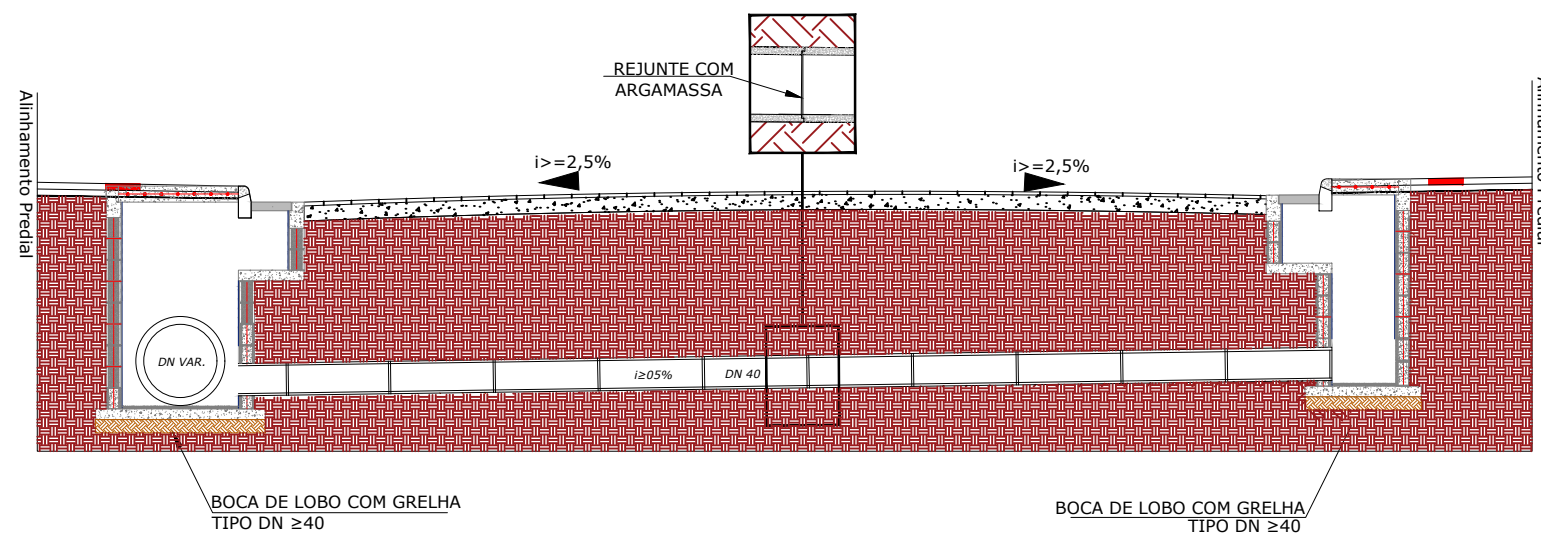 REJUNTE COM
ARGAMASSA
Alinhamento Predial
i>=2,5%
i>=2,5%
DN VAR.
i≥05%
DN 40
BOCA DE LOBO COM GRELHA
TIPO DN ≥40
BOCA DE LOBO COM GRELHA
TIPO DN ≥40